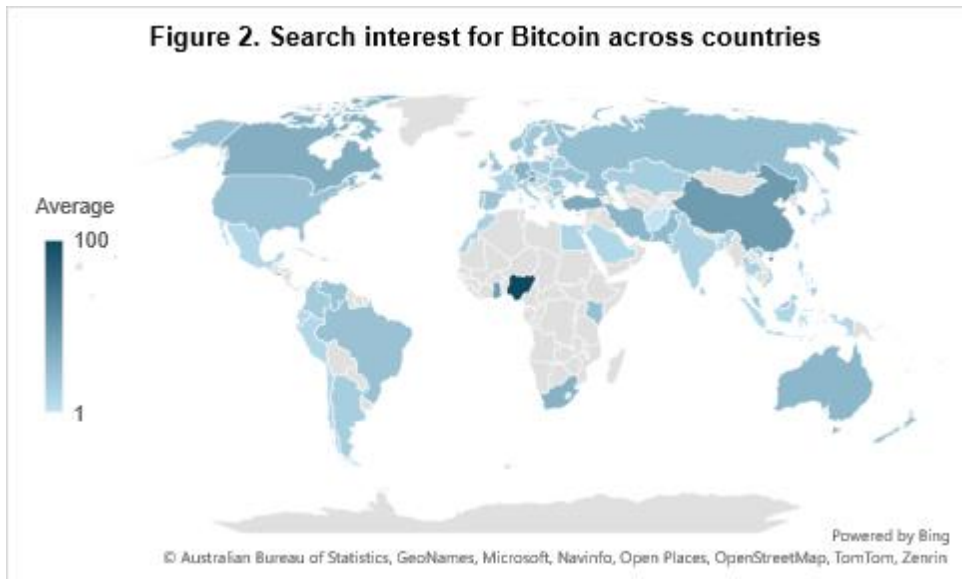 Figure 2. Search interest for Bitcoin across countries
Average
100
1
Powered by Bing
© Australian Bureau of Statistics, GeoNames, Microsoft, Navinfo, Open Places, OpenStreetMap, TomTom, Zenrin